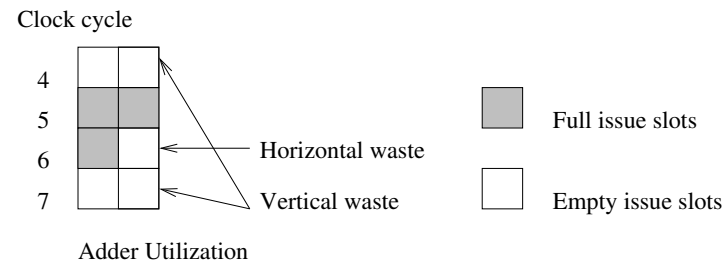 Clock cycle
4
5
6
7
Horizontal waste
Vertical waste
Full issue slots
Empty issue slots
Adder Utilization